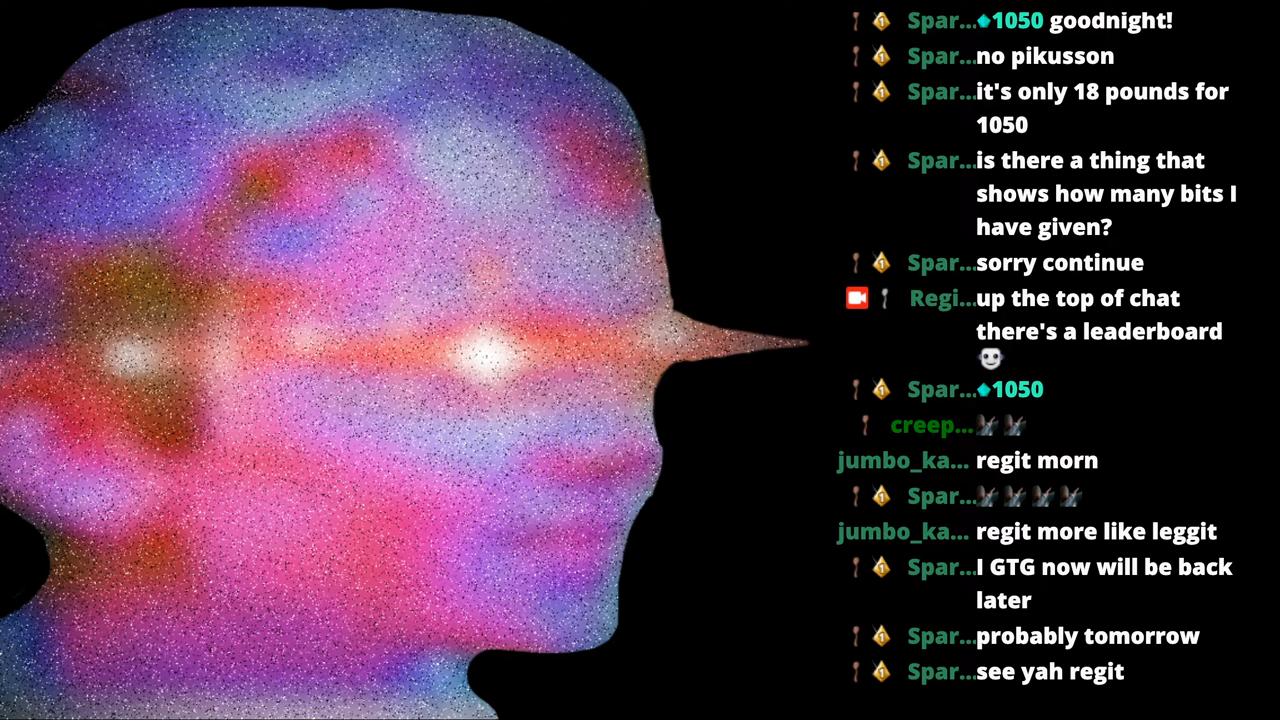 Spar... 1050 goodnight!
Spar... no pikusson
Spar... it's only 18 pounds for
1050
Spar... is there a thing that
shows how many bits I
have given?
Spar... sorry continue
Regi... up the top of chat
there's a leaderboard
Spar... 1050
creep...
jumbo_ka... regit morn
Spar...
jumbo_ka... regit more like leggit
Spar... I GTG now will be back
later
Spar... probably tomorrow
Spar... see yah regit